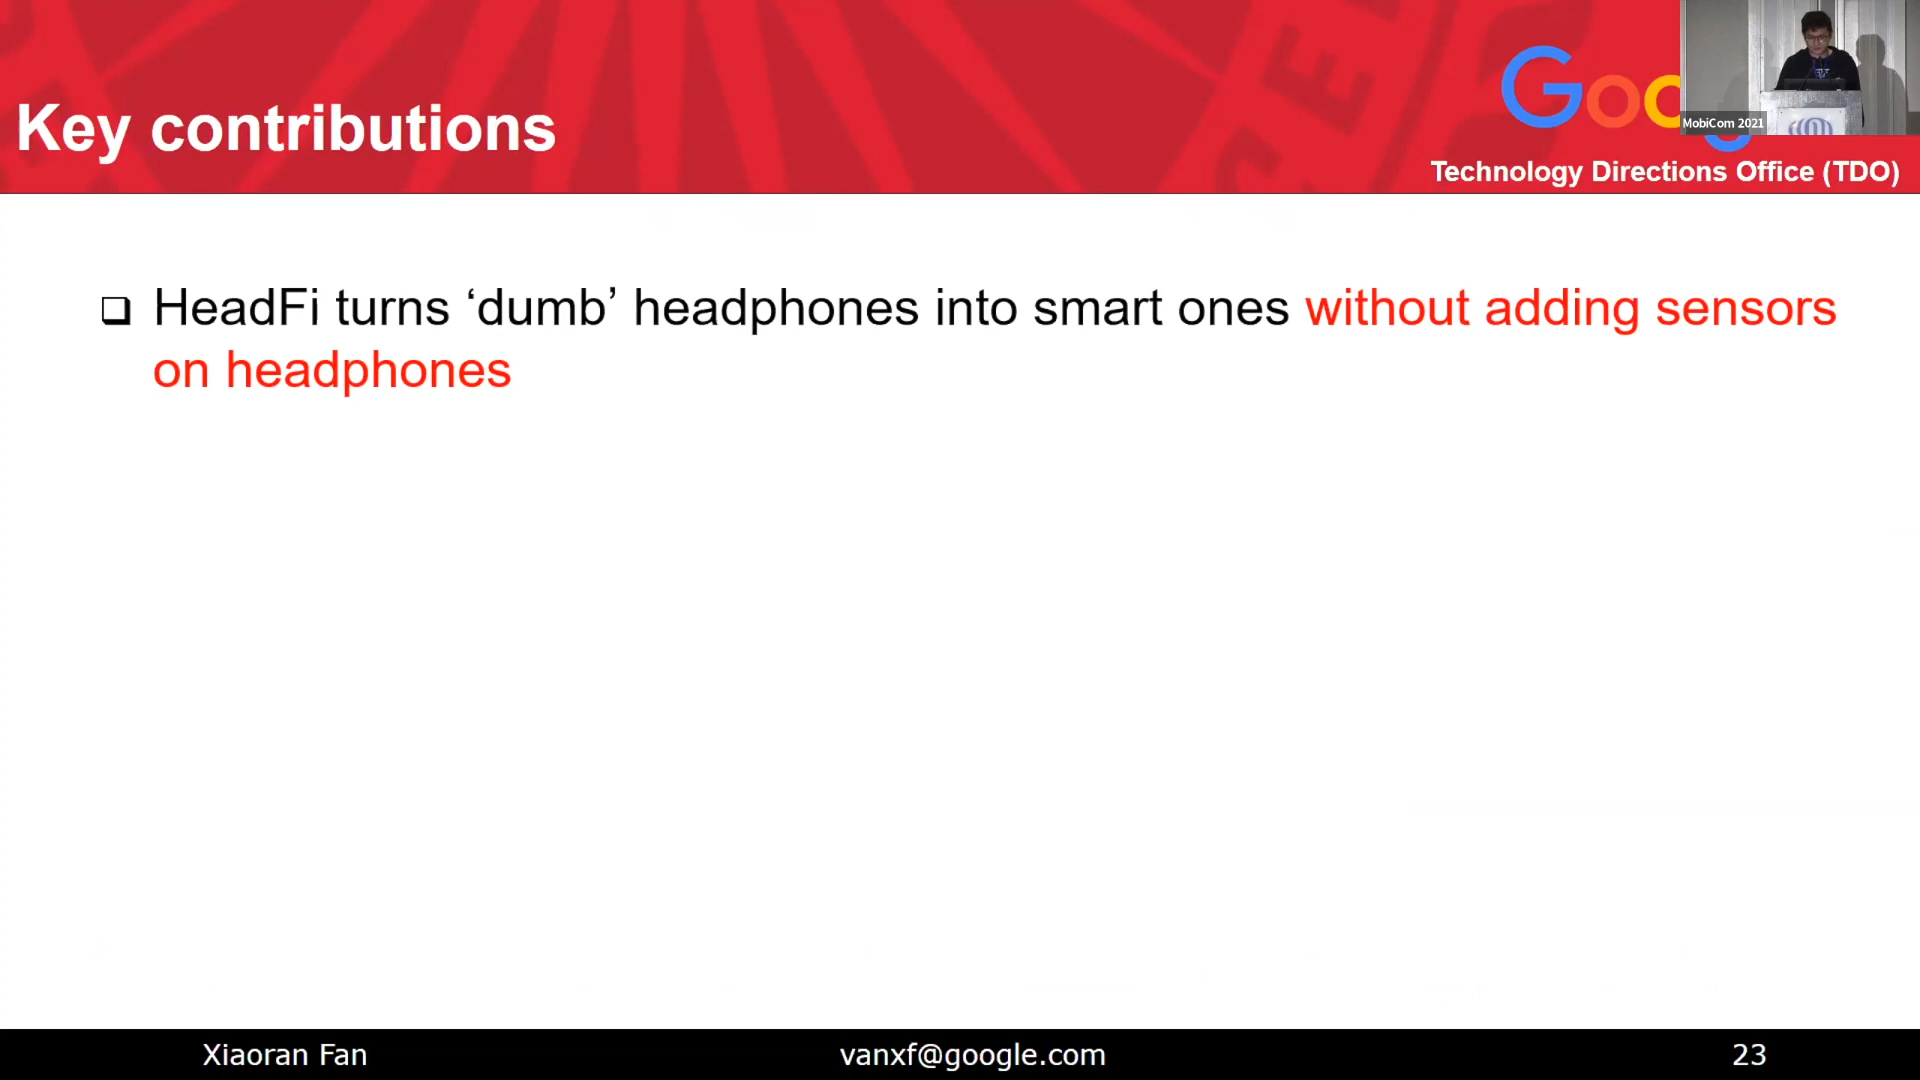 Key contributions
Goo
MobiCom 2021
Technology Directions Office (TDO)
❑ HeadFi turns ‘dumb’ headphones into smart ones without adding sensors
on headphones
Xiaoran Fan
vanxf@google.com
23